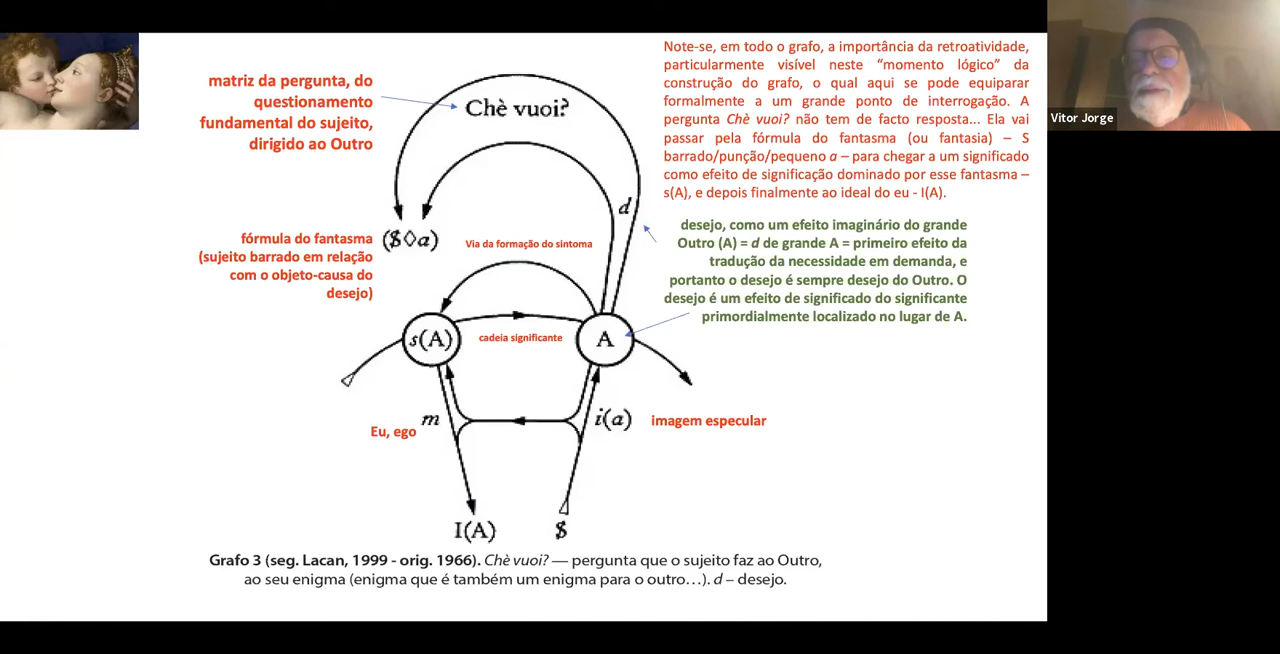 matriz da pergunta, do
questionamento
fundamental do sujeito,
dirigido ao Outro
Chè vuoi?
Note-se, em todo o grafo, a importância da retroatividade,
particularmente visível neste “momento lógico” da
construção do grafo, o qual aqui se pode equiparar
formalmente a um grande ponto de interrogação. A
pergunta Chè vuoi? não tem de facto resposta... Ela vai
passar pela fórmula do fantasma (ou fantasia) – S
barrado/punção/pequeno a – para chegar a um significado
como efeito de significação dominado por esse fantasma –
s(A), e depois finalmente ao ideal do eu - I(A).
Vitor Jorge
d
desejo, como um efeito imaginário do grande
Outro (A) = d de grande A = primeiro efeito da
tradução da necessidade em demanda, e
portanto o desejo é sempre desejo do Outro. O
desejo é um efeito de significado do significante
primordialmente localizado no lugar de A.
fórmula do fantasma
(sujeito barrado em relação
com o objeto-causa do
desejo)
($◊a)
Via da formação do sintoma
s(A)
cadeia significante
A
Eu, ego
m
i(a)
imagem especular
I(A)
$
Grafo 3 (seg. Lacan, 1999 - orig. 1966). Chè vuoi? — pergunta que o sujeito faz ao Outro,
ao seu enigma (enigma que é também um enigma para o outro…). d – desejo.